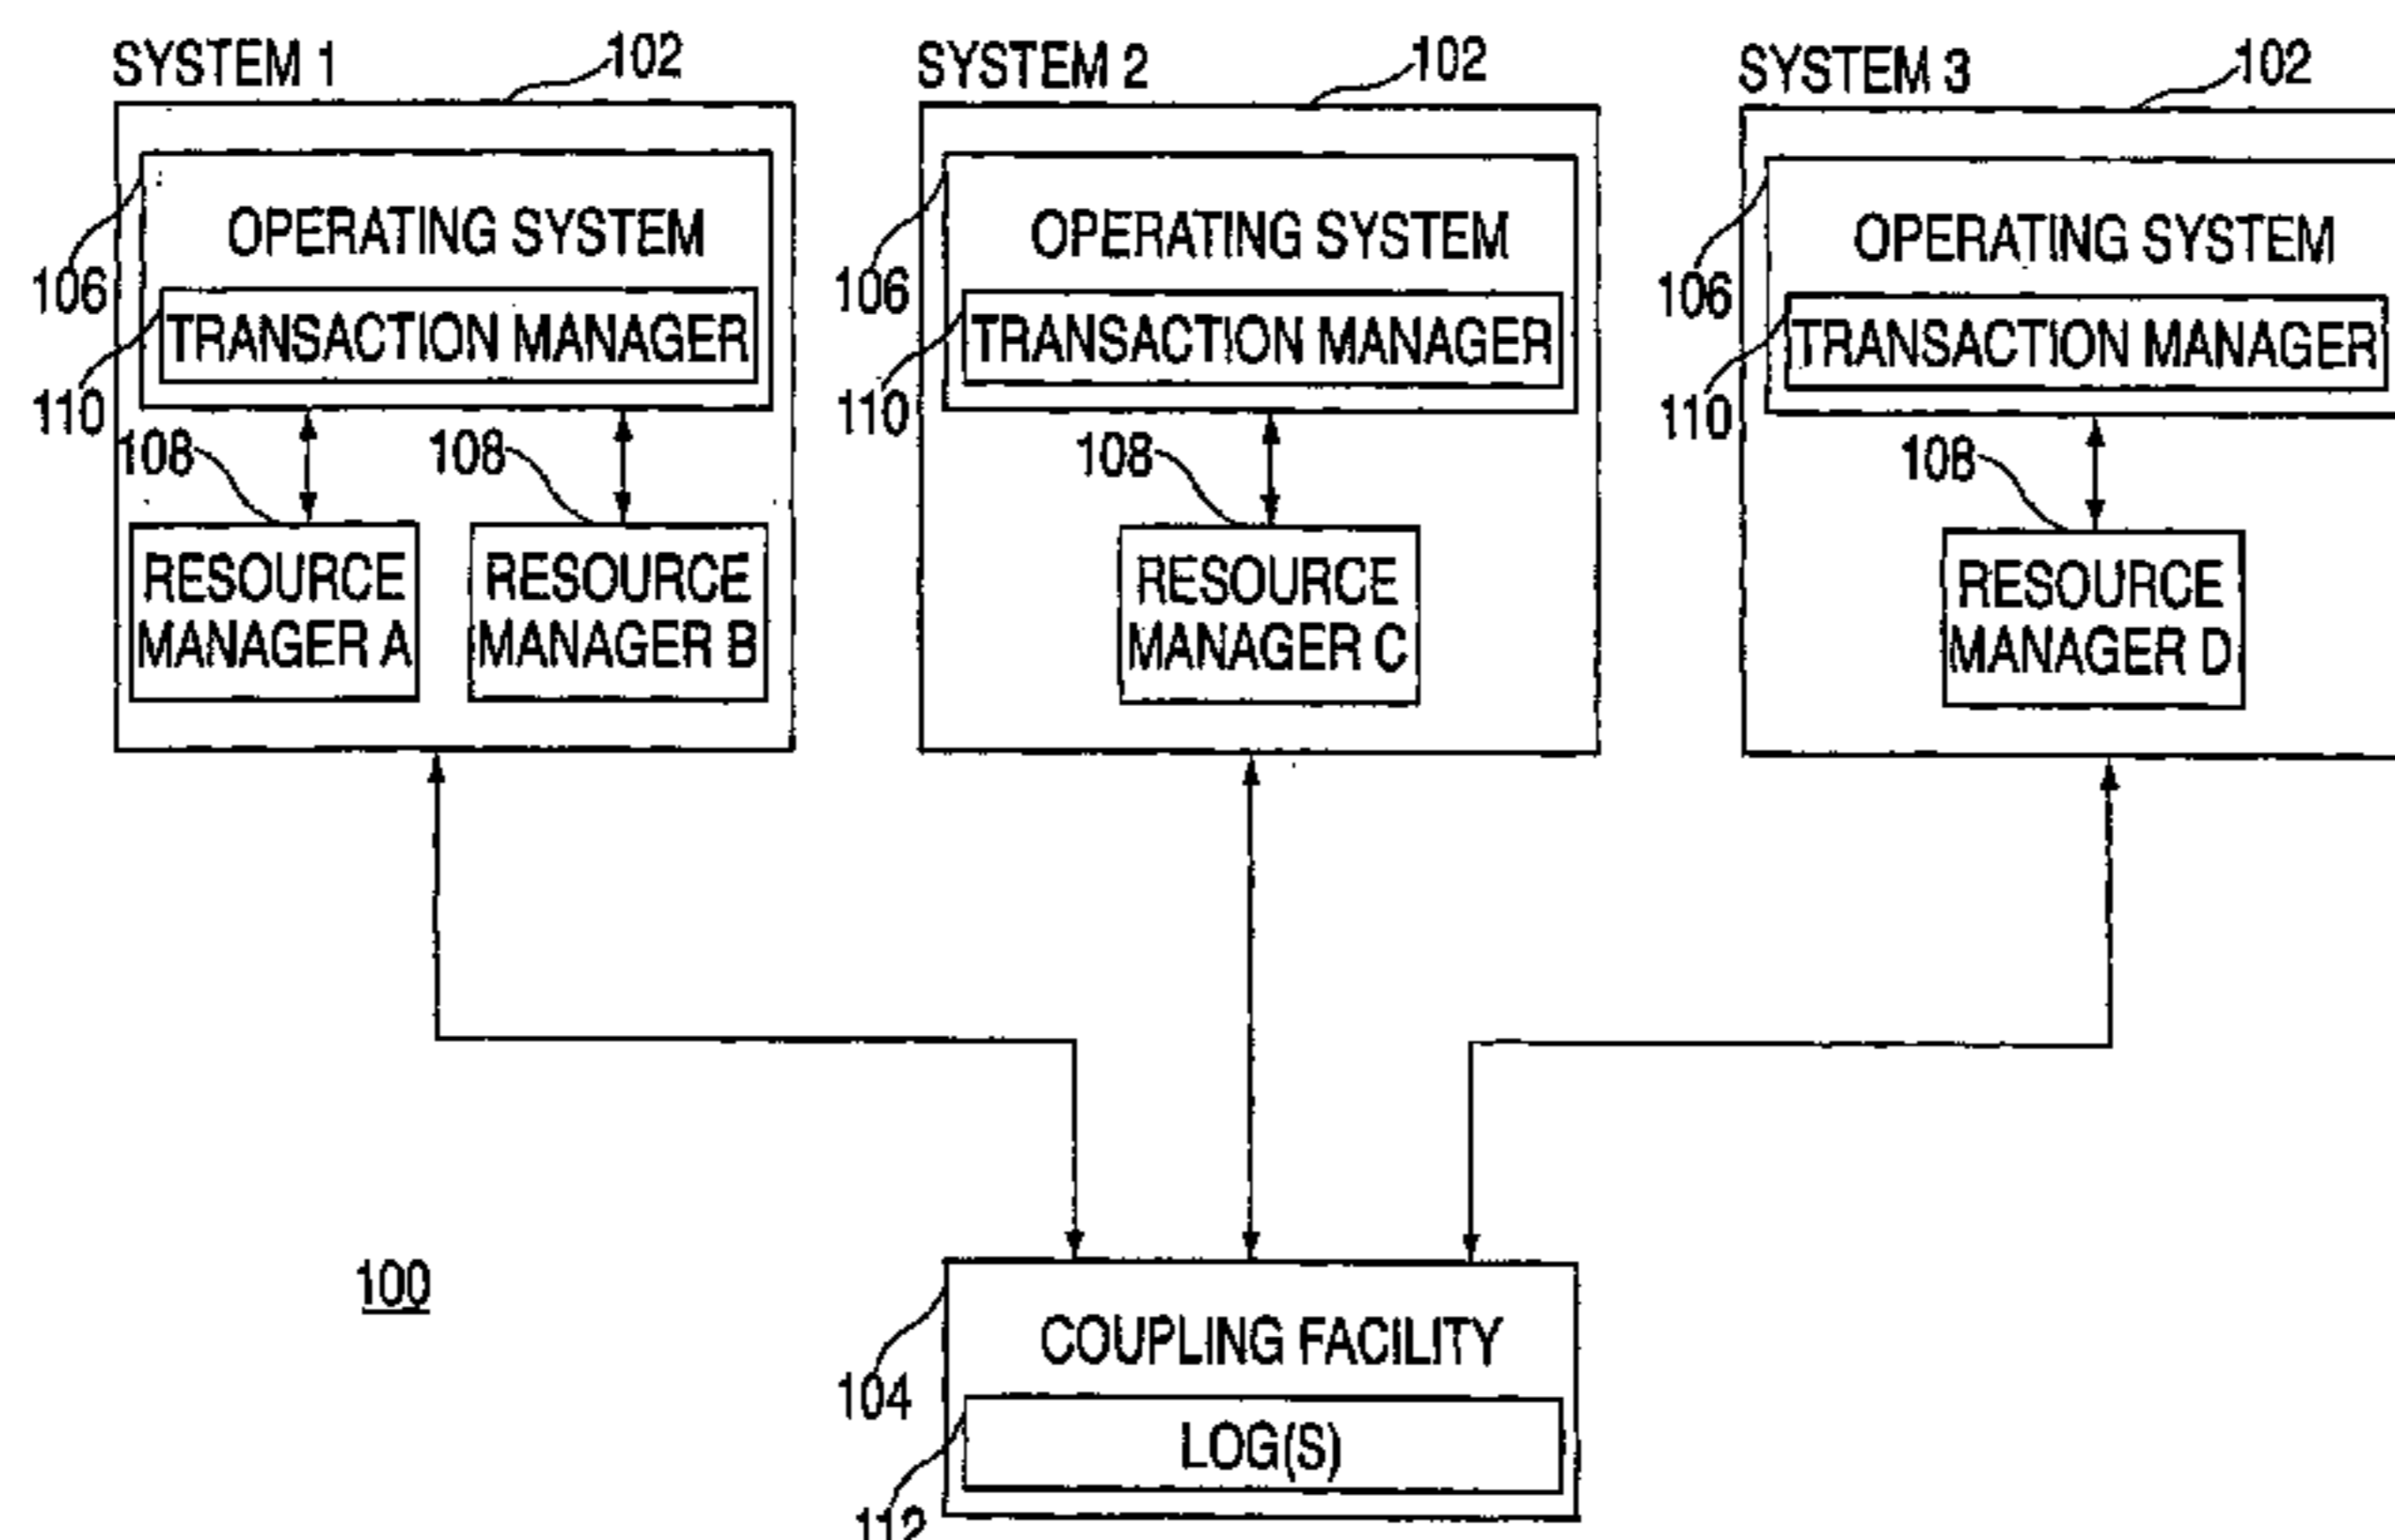 SYSTEM 1
102
SYSTEM 2
102
SYSTEM 3
102
OPERATING SYSTEM
106
TRANSACTION MANAGER
110
OPERATING SYSTEM
106
TRANSACTION MANAGER
110
OPERATING SYSTEM
106
TRANSACTION MANAGER
110
108
108
108
108
RESOURCE
MANAGER A
RESOURCE
MANAGER B
RESOURCE
MANAGER C
RESOURCE
MANAGER D
100
COUPLING FACILITY
104
LOG(S)
112